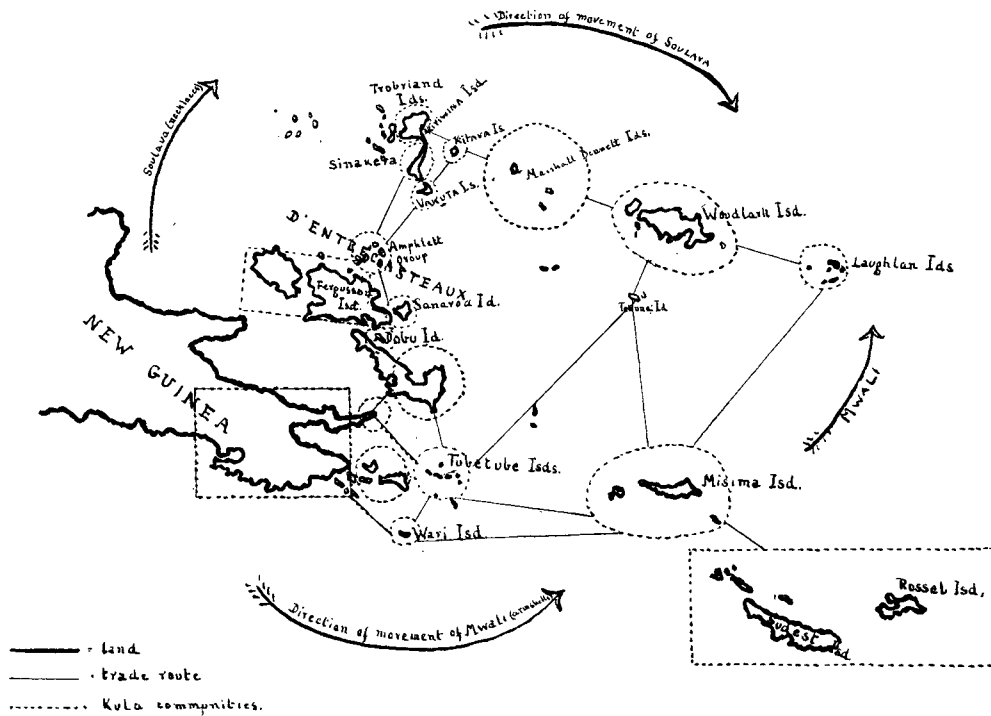 Direction of movement of SOULAVA
Soulava (necklaces)
Trobriand
Ids.
Kiriwina Isd
Kitava Is
Sinaketa
VAKUTA Is.
Marshall Bennett Ids.
Woodlark Isd.
Laughlan Ids
D'ENTRECASTEAUX
Amphlett
group
Fergusson
Isd.
Sanaroa Id.
Dobu Id.
NEW GUINEA
MWALI
Tubetube Isds.
Misima Isd.
Wari Isd.
Rossel Isd.
Sudest
Isd
Direction of movement of Mwali (armshells)
land
trade route
Kula communities.